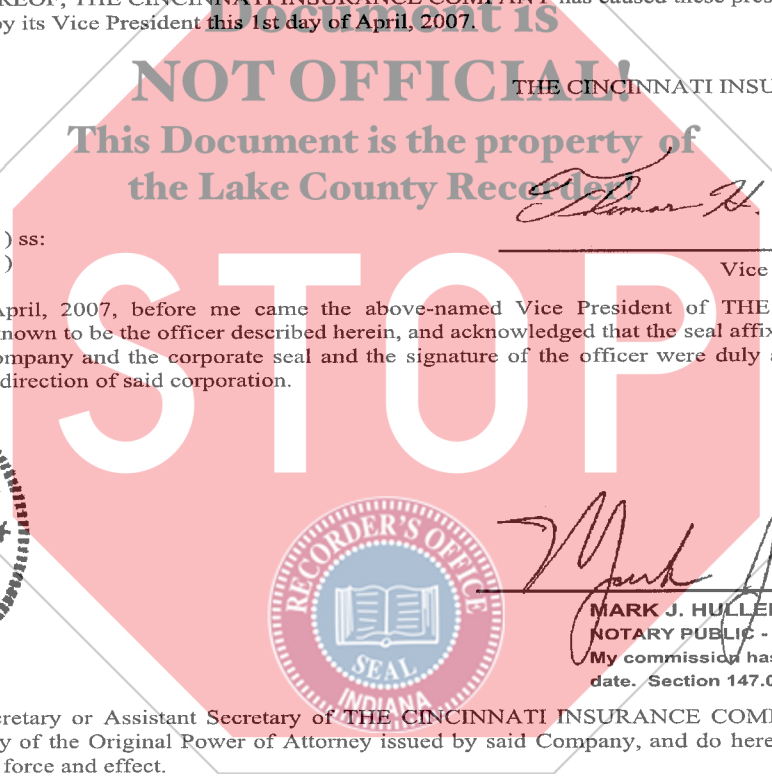 REOF, THE CINCINNATI INSURANCE COMPANY has caused these pres
by its Vice President this 1st day of April, 2007.
Document is
NOT OFFICIAL!
THE CINCINNATI INSU
This Document is the property of
the Lake County Recorder!
) ss:
)
Vice
April, 2007, before me came the above-named Vice President of THE
nown to be the officer described herein, and acknowledged that the seal affix
ompany and the corporate seal and the signature of the officer were duly a
direction of said corporation.
STOP
RECORDER'S OFFICE
SEAL
INDIANA
Mark J
MARK J. HULLE
NOTARY PUBLIC -
My commission has
date. Section 147.0
cretary or Assistant Secretary of THE CINCINNATI INSURANCE COM
y of the Original Power of Attorney issued by said Company, and do here
force and effect.